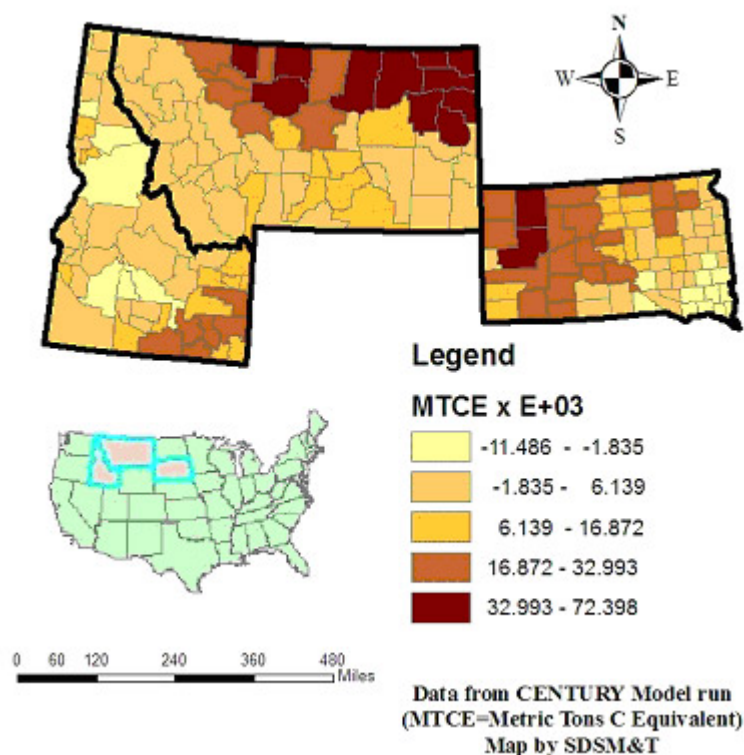 N
W E
S
Legend
MTCE x E+03
-11.486 - -1.835
-1.835 - 6.139
6.139 - 16.872
16.872 - 32.993
32.993 - 72.398
0 60 120 240 360 480
Miles
Data from CENTURY Model run
(MTCE=Metric Tons C Equivalent)
Map by SDSM&T